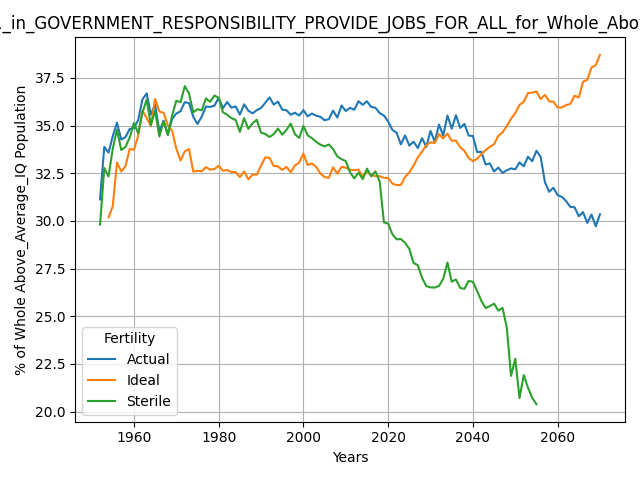 _in_GOVERNMENT_RESPONSIBILITY_PROVIDE_JOBS_FOR_ALL_for_Whole_Abo
% of Whole Above_Average_IQ Population
37.5
35.0
32.5
30.0
27.5
25.0
22.5
20.0
Fertility
Actual
Ideal
Sterile
1960 1980 2000 2020 2040 2060
Years